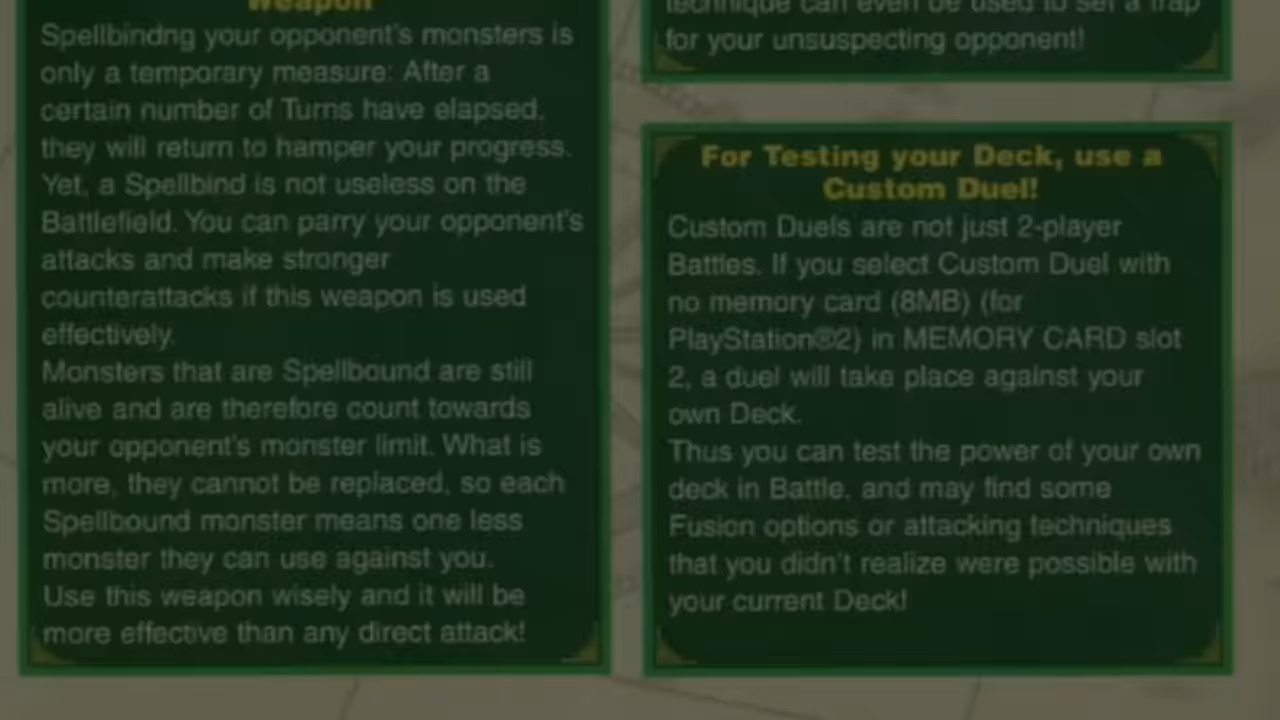 Weapon
Spellbindng your opponent's monsters is
only a temporary measure: After a
certain number of Turns have elapsed,
they will return to hamper your progress.
Yet, a Spellbind is not useless on the
Battlefield. You can parry your opponent's
attacks and make stronger
counterattacks if this weapon is used
effectively.
Monsters that are Spellbound are still
alive and are therefore count towards
your opponent's monster limit. What is
more, they cannot be replaced, so each
Spellbound monster means one less
monster they can use against you.
Use this weapon wisely and it will be
more effective than any direct attack!
technique can even be used to set a trap
for your unsuspecting opponent!
For Testing your Deck, use a
Custom Duel!
Custom Duels are not just 2-player
Battles. If you select Custom Duel with
no memory card (8MB) (for
PlayStation®2) in MEMORY CARD slot
2, a duel will take place against your
own Deck.
Thus you can test the power of your own
deck in Battle, and may find some
Fusion options or attacking techniques
that you didn't realize were possible with
your current Deck!